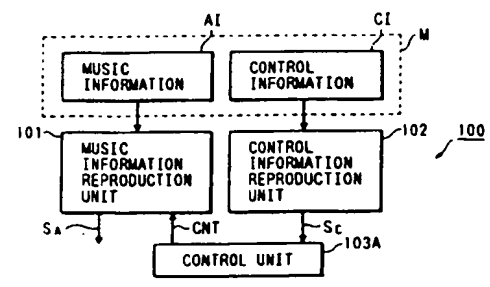 AI
CI
M
MUSIC
INFORMATION
CONTROL
INFORMATION
101
MUSIC
INFORMATION
REPRODUCTION
UNIT
CONTROL
INFORMATION
REPRODUCTION
UNIT
102
100
SA
CNT
SC
CONTROL UNIT
103A